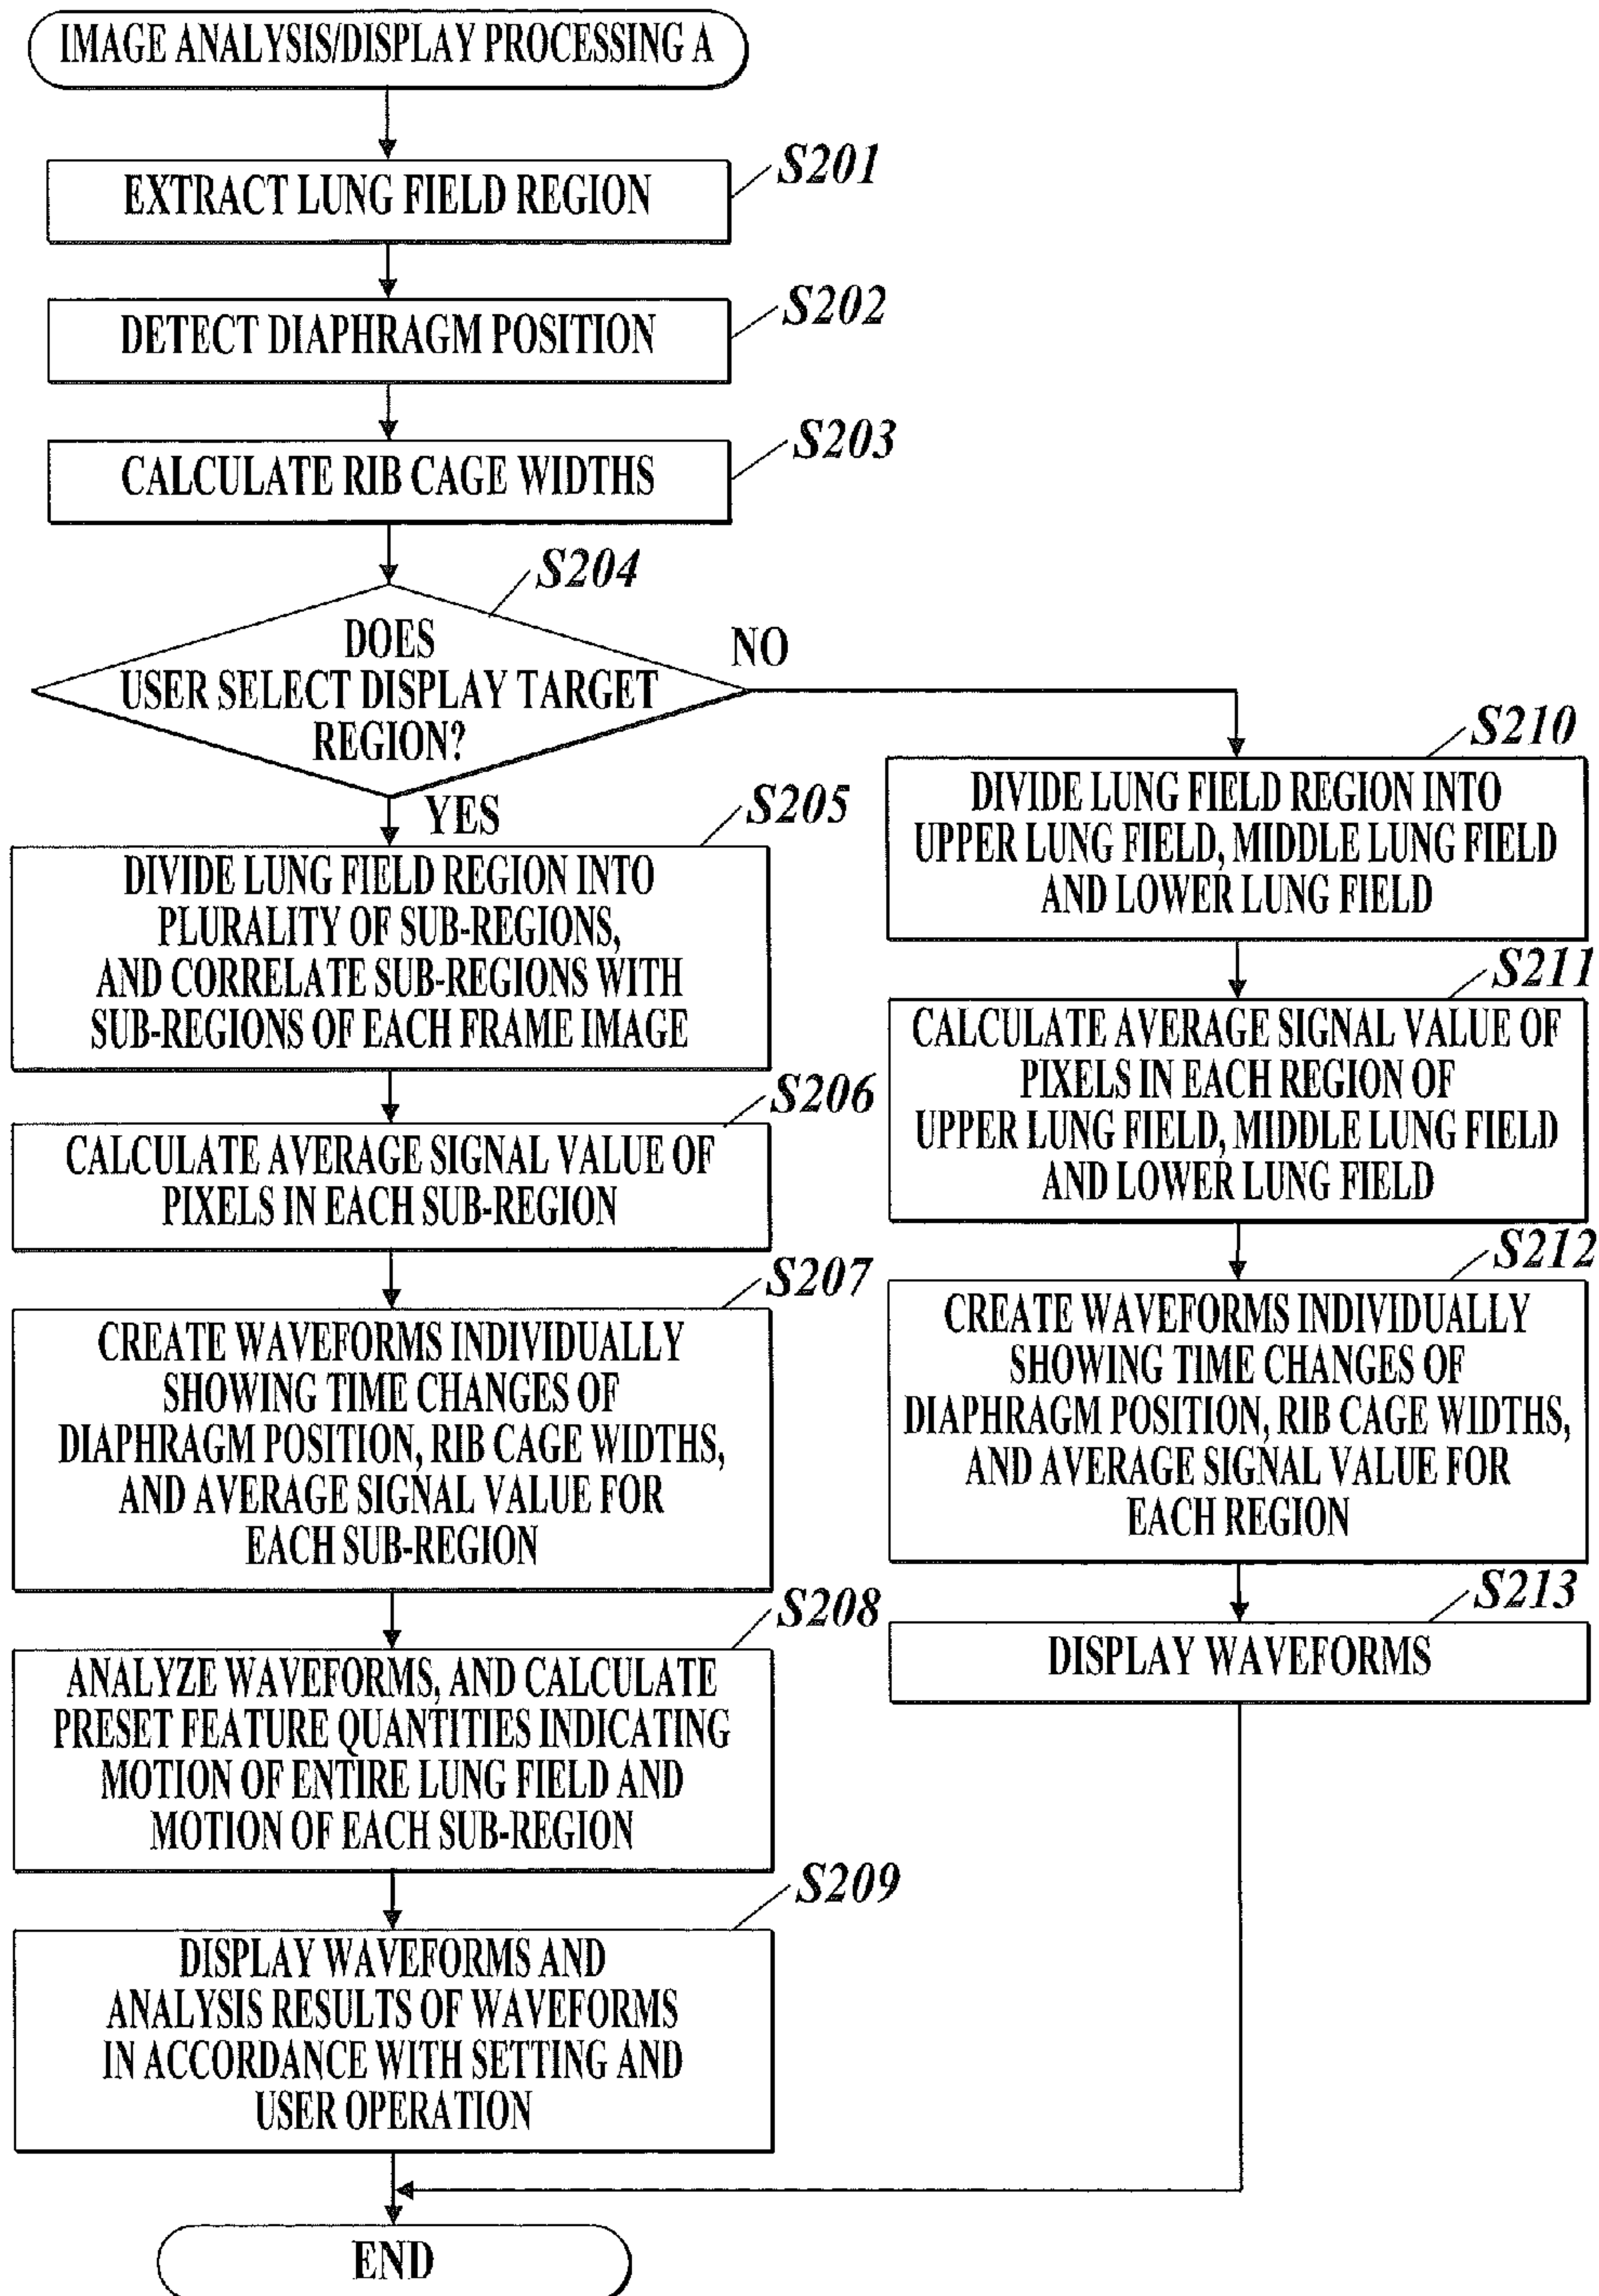 IMAGE ANALYSIS/DISPLAY PROCESSING A
S201
EXTRACT LUNG FIELD REGION
S202
DETECT DIAPHRAGM POSITION
S203
CALCULATE RIB CAGE WIDTHS
S204
DOES
USER SELECT DISPLAY TARGET
REGION?
NO
YES
S205
DIVIDE LUNG FIELD REGION INTO
PLURALITY OF SUB-REGIONS,
AND CORRELATE SUB-REGIONS WITH
SUB-REGIONS OF EACH FRAME IMAGE
S206
CALCULATE AVERAGE SIGNAL VALUE OF
PIXELS IN EACH SUB-REGION
S207
CREATE WAVEFORMS INDIVIDUALLY
SHOWING TIME CHANGES OF
DIAPHRAGM POSITION, RIB CAGE WIDTHS,
AND AVERAGE SIGNAL VALUE FOR
EACH SUB-REGION
S208
ANALYZE WAVEFORMS, AND CALCULATE
PRESET FEATURE QUANTITIES INDICATING
MOTION OF ENTIRE LUNG FIELD AND
MOTION OF EACH SUB-REGION
S209
DISPLAY WAVEFORMS AND
ANALYSIS RESULTS OF WAVEFORMS
IN ACCORDANCE WITH SETTING AND
USER OPERATION
S210
DIVIDE LUNG FIELD REGION INTO
UPPER LUNG FIELD, MIDDLE LUNG FIELD
AND LOWER LUNG FIELD
S211
CALCULATE AVERAGE SIGNAL VALUE OF
PIXELS IN EACH REGION OF
UPPER LUNG FIELD, MIDDLE LUNG FIELD
AND LOWER LUNG FIELD
S212
CREATE WAVEFORMS INDIVIDUALLY
SHOWING TIME CHANGES OF
DIAPHRAGM POSITION, RIB CAGE WIDTHS,
AND AVERAGE SIGNAL VALUE FOR
EACH REGION
S213
DISPLAY WAVEFORMS
END